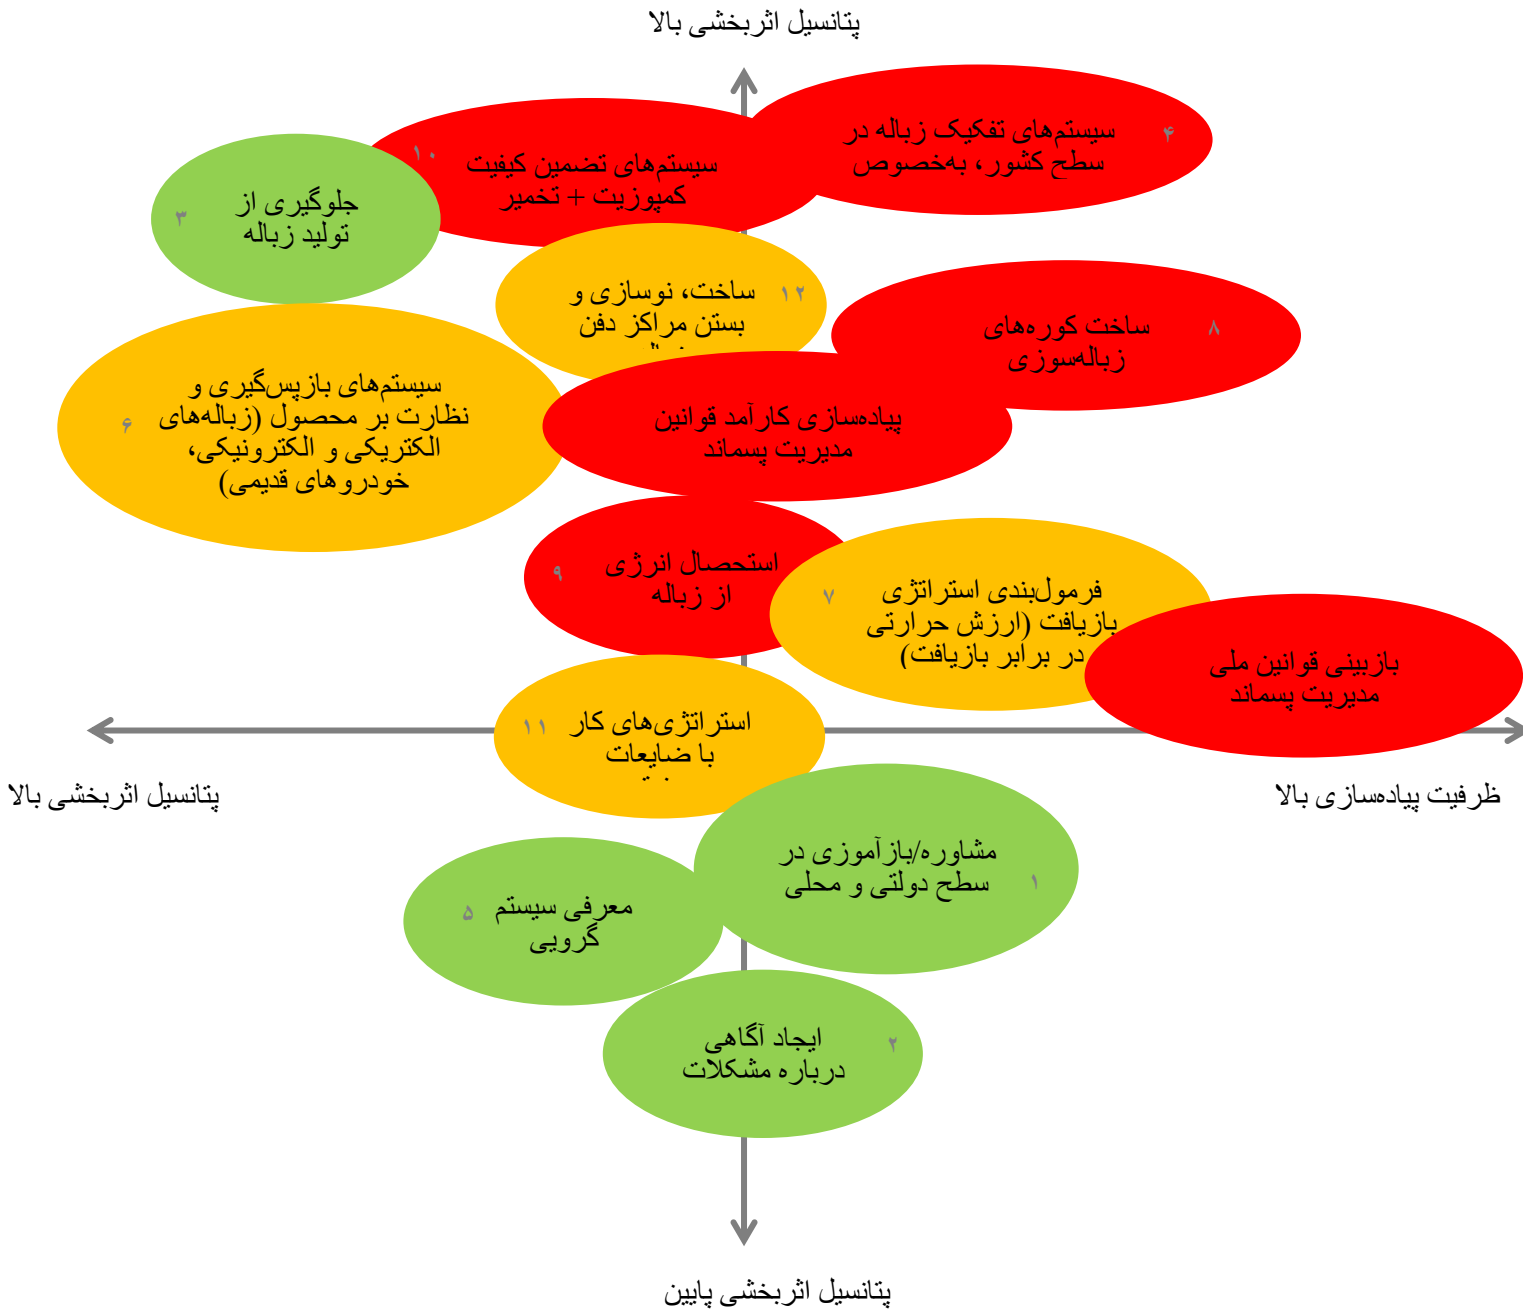 پتانسیل اثربخشی بالا
۴
سیستم‌های تفکیک زباله در
سطح کشور، به‌خصوص
۱۰
سیستم‌های تضمین کیفیت
کمپوزیت + تخمیر
۳
جلوگیری از
تولید زباله
۱۲
ساخت، نوسازی و
بستن مراکز دفن
۸
ساخت کوره‌های
زباله‌سوزی
۶
سیستم‌های بازپس‌گیری و
نظارت بر محصول (زباله‌های
الکتریکی و الکترونیکی،
خودروهای قدیمی)
پیاده‌سازی کارآمد قوانین
مدیریت پسماند
۹
استحصال انرژی
از زباله
۷
فرمول‌بندی استراتژی
بازیافت (ارزش حرارتی
در برابر بازیافت)
بازبینی قوانین ملی
مدیریت پسماند
۱۱
استراتژی‌های کار
با ضایعات
ظرفیت پیاده‌سازی بالا
پتانسیل اثربخشی بالا
۱
مشاوره/بازآموزی در
سطح دولتی و محلی
۵
معرفی سیستم
گرویی
۲
ایجاد آگاهی
درباره مشکلات
پتانسیل اثربخشی پایین